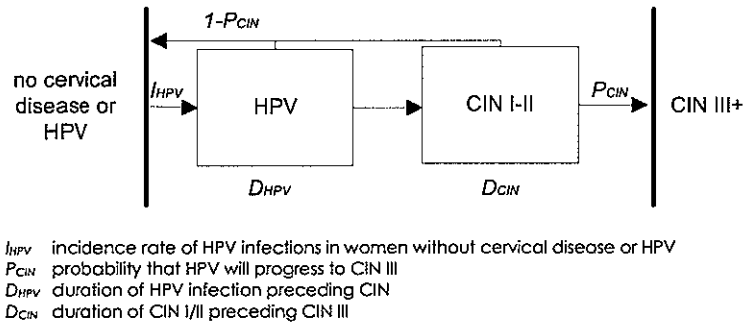 1-PCIN
no cervical
disease or
HPV
IHPV
HPV
CIN I-II
PCIN
CIN III+
DHPV
DCIN
IHPV incidence rate of HPV infections in women without cervical disease or HPV
PCIN probability that HPV will progress to CIN III
DHPV duration of HPV infection preceding CIN
DCIN duration of CIN I/II preceding CIN III